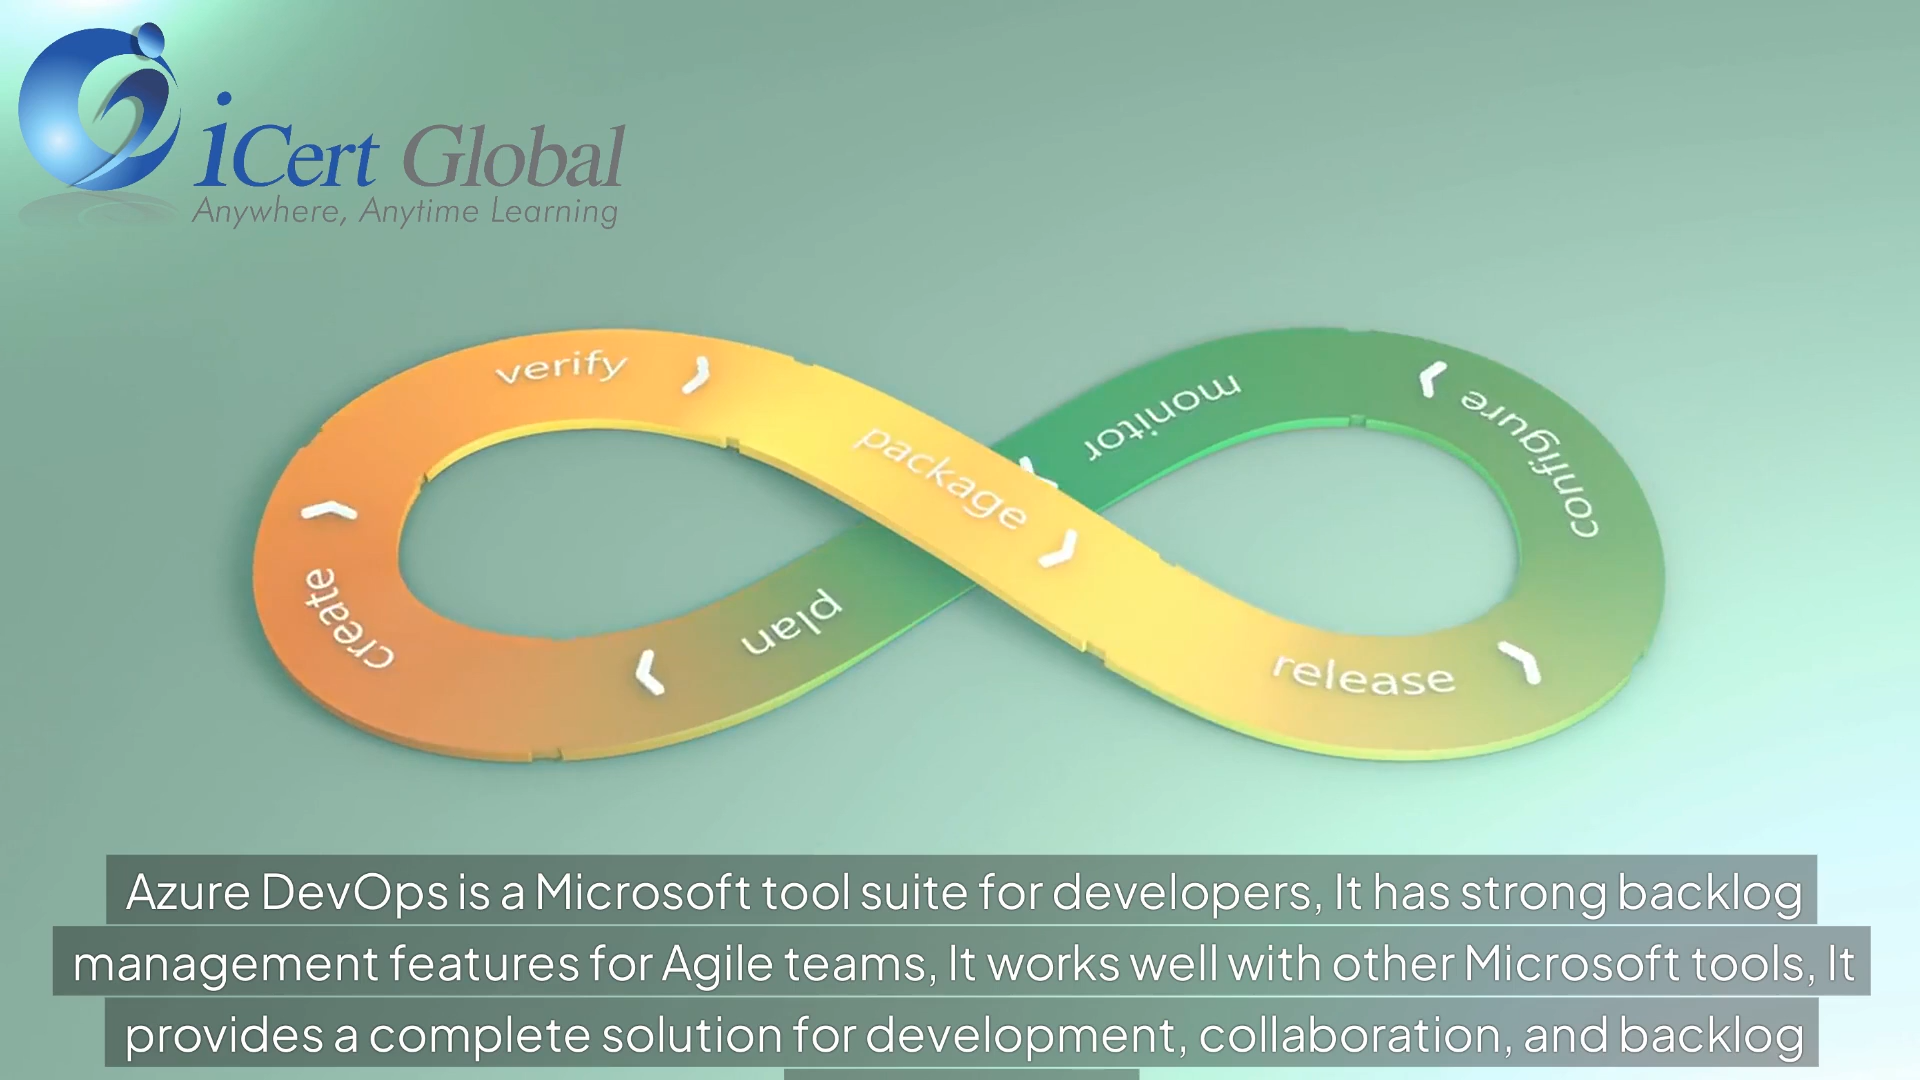 iCert Global
Anywhere, Anytime Learning
verify
package
monitor
configure
create
plan
release
Azure DevOps is a Microsoft tool suite for developers, It has strong backlog
management features for Agile teams, It works well with other Microsoft tools, It
provides a complete solution for development, collaboration, and backlog